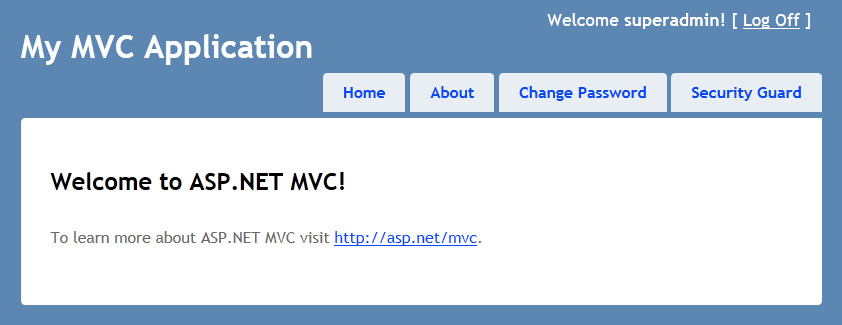 Welcome superadmin! [ Log Off ]
My MVC Application
Home About Change Password Security Guard
Welcome to ASP.NET MVC!
To learn more about ASP.NET MVC visit http://asp.net/mvc.